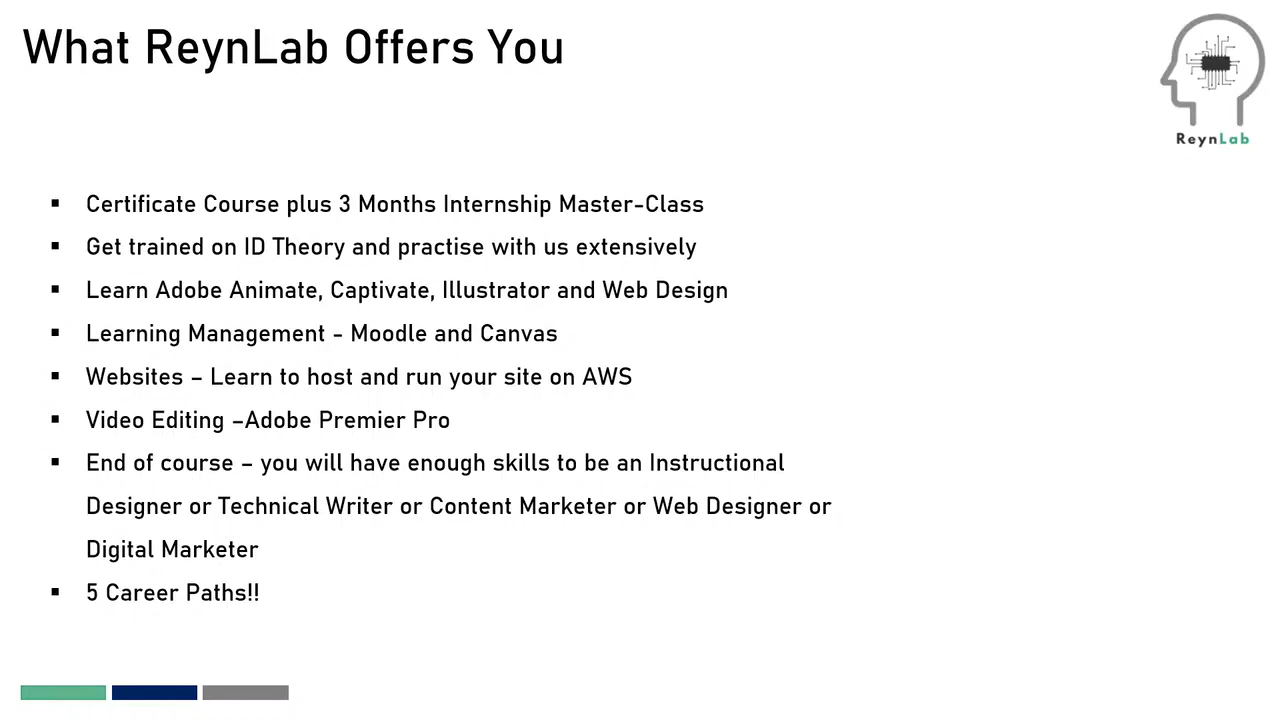 What ReynLab Offers You
ReynLab
▪ Certificate Course plus 3 Months Internship Master-Class
▪ Get trained on ID Theory and practise with us extensively
▪ Learn Adobe Animate, Captivate, Illustrator and Web Design
▪ Learning Management - Moodle and Canvas
▪ Websites – Learn to host and run your site on AWS
▪ Video Editing –Adobe Premier Pro
▪ End of course – you will have enough skills to be an Instructional
Designer or Technical Writer or Content Marketer or Web Designer or
Digital Marketer
▪ 5 Career Paths!!